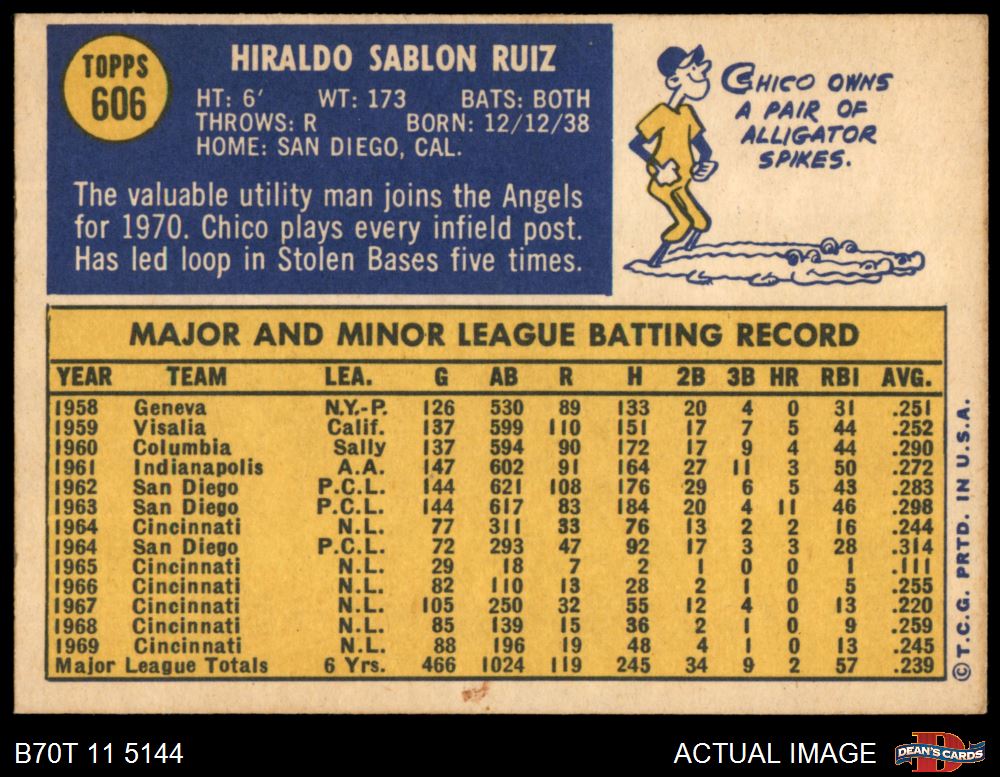 TOPPS
606
HIRALDO SABLON RUIZ
HT: 6' WT: 173 BATS: BOTH
THROWS: R BORN: 12/12/38
HOME: SAN DIEGO, CAL.
The valuable utility man joins the Angels
for 1970. Chico plays every infield post.
Has led loop in Stolen Bases five times.
CHICO OWNS
A PAIR OF
ALLIGATOR
SPIKES.
MAJOR AND MINOR LEAGUE BATTING RECORD
YEAR TEAM LEA. G AB R H 2B 3B HR RBI AVG.
1958 Geneva N.Y.-P. 126 530 89 133 20 4 0 31 .251
1959 Visalia Calif. 137 599 110 151 17 7 5 44 .252
1960 Columbia Sally 137 594 90 172 17 9 4 44 .290
1961 Indianapolis A.A. 147 602 91 164 27 11 3 50 .272
1962 San Diego P.C.L. 144 621 108 176 29 6 5 43 .283
1963 San Diego P.C.L. 144 617 83 184 20 4 11 46 .298
1964 Cincinnati N.L. 77 311 33 76 13 2 2 16 .244
1964 San Diego P.C.L. 72 293 47 92 17 3 3 28 .314
1965 Cincinnati N.L. 29 18 7 2 1 0 0 1 .111
1966 Cincinnati N.L. 82 110 13 28 2 1 0 5 .255
1967 Cincinnati N.L. 105 250 32 55 12 4 0 13 .220
1968 Cincinnati N.L. 85 139 15 36 2 1 0 9 .259
1969 Cincinnati N.L. 88 196 19 48 4 1 0 13 .245
Major League Totals 6 Yrs. 466 1024 119 245 34 9 2 57 .239
© T.C.G. PRTD. IN U.S.A.
B70T 11 5144
ACTUAL IMAGE
D
DEAN'S CARDS